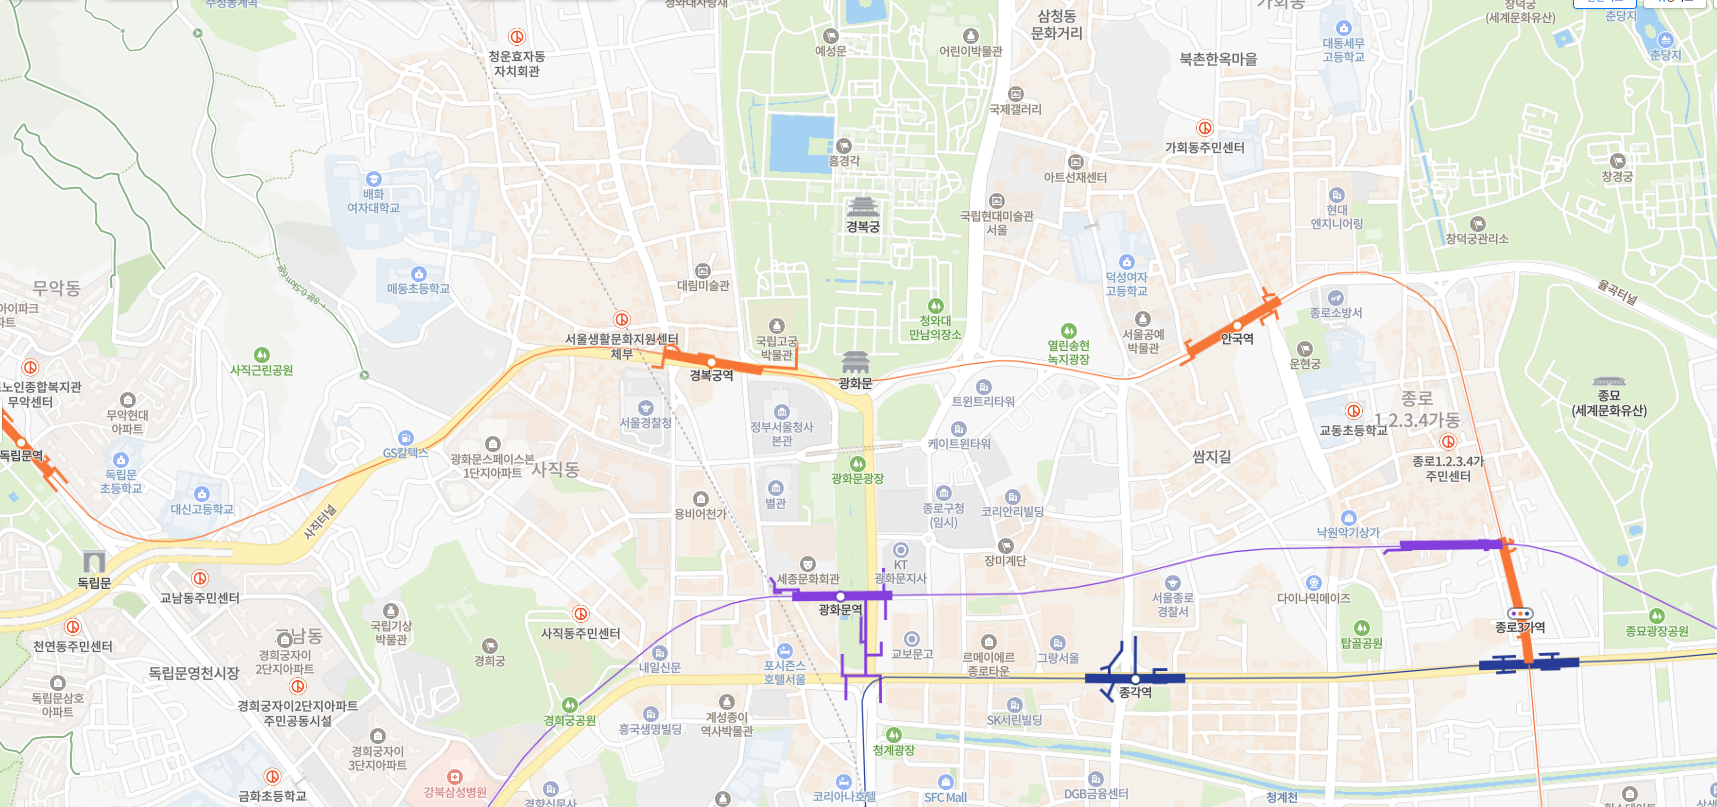 수성동계곡
청와대사랑채
가회동
창덕궁
(세계문화유산)
춘당지
춘당지
삼청동
문화거리
예성문
어린이박물관
대동세무
고등학교
청운효자동
자치회관
북촌한옥마을
국제갤러리
흠경각
가회동주민센터
아트선재센터
창경궁
배화
여자대학교
국립현대미술관
서울
현대
엔지니어링
경복궁
창덕궁관리소
대림미술관
덕성여자
고등학교
무악동
매동초등학교
율곡터널
아이파크
종로소방서
청와대
만남의장소
서울생활문화지원센터
체부
국립고궁
박물관
열린송현
녹지광장
서울공예
박물관
안국역
운현궁
사직근린공원
경복궁역
광화문
노인종합복지관
무악센터
트윈트리타워
종묘
(세계문화유산)
종로
1,2,3,4가동
무악현대
아파트
서울경찰청
정부서울청사
본관
교동초등학교
케이트윈타워
독립문역
GS칼텍스
광화문스페이스본
1단지아파트
사직동
쌈지길
종로1,2,3,4가
주민센터
독립문
초등학교
광화문광장
대신고등학교
별관
용비어천가
종로구청
(임시)
코리안리빌딩
낙원악기상가
사직터널
장미계단
KT
광화문지사
세종문화회관
독립문
교남동주민센터
서울종로
경찰서
다이나믹메이즈
광화문역
국립기상
박물관
사직동주민센터
종로3가역
종묘광장공원
천연동주민센터
교남동
경희궁자이
2단지아파트
경희궁
탑골공원
교보문고
르메이에르
종로타운
그랑서울
내일신문
포시즌스
호텔서울
독립문영천시장
종각역
독립문삼호
아파트
경희궁자이2단지아파트
주민공동시설
경희궁공원
흥국생명빌딩
계성종이
역사박물관
SK서린빌딩
경희궁자이
3단지아파트
청계광장
강북삼성병원
금화초등학교
경향신문사
코리아나호텔
SFC Mall
DGB금융센터
청계천